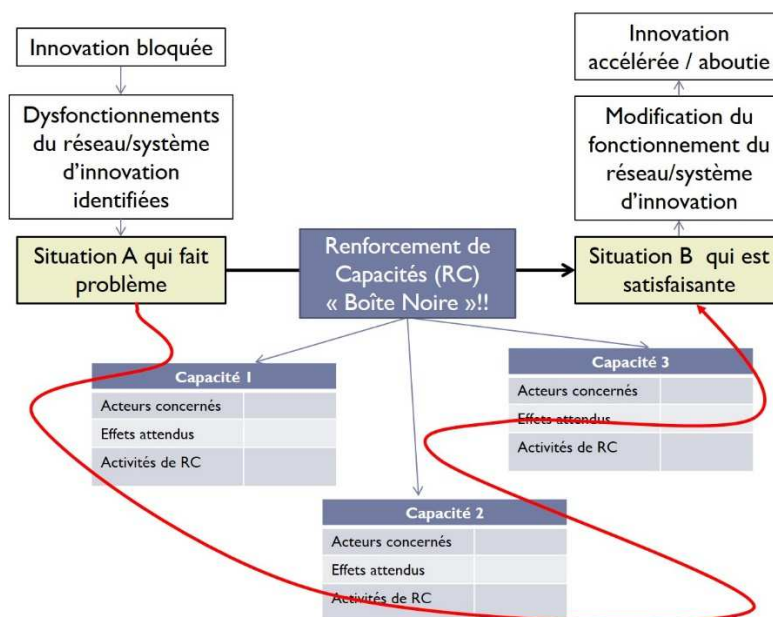 Innovation bloquée
Innovation
accélérée / aboutie
Dysfonctionnements
du réseau/système
d'innovation
identifiées
Modification du
fonctionnement du
réseau/système
d'innovation
Situation A qui fait
problème
Renforcement de
Capacités (RC)
« Boîte Noire »!!
Situation B qui est
satisfaisante
Capacité 1
Acteurs concernés
Effets attendus
Activités de RC
Capacité 2
Acteurs concernés
Effets attendus
Activités de RC
Capacité 3
Acteurs concernés
Effets attendus
Activités de RC